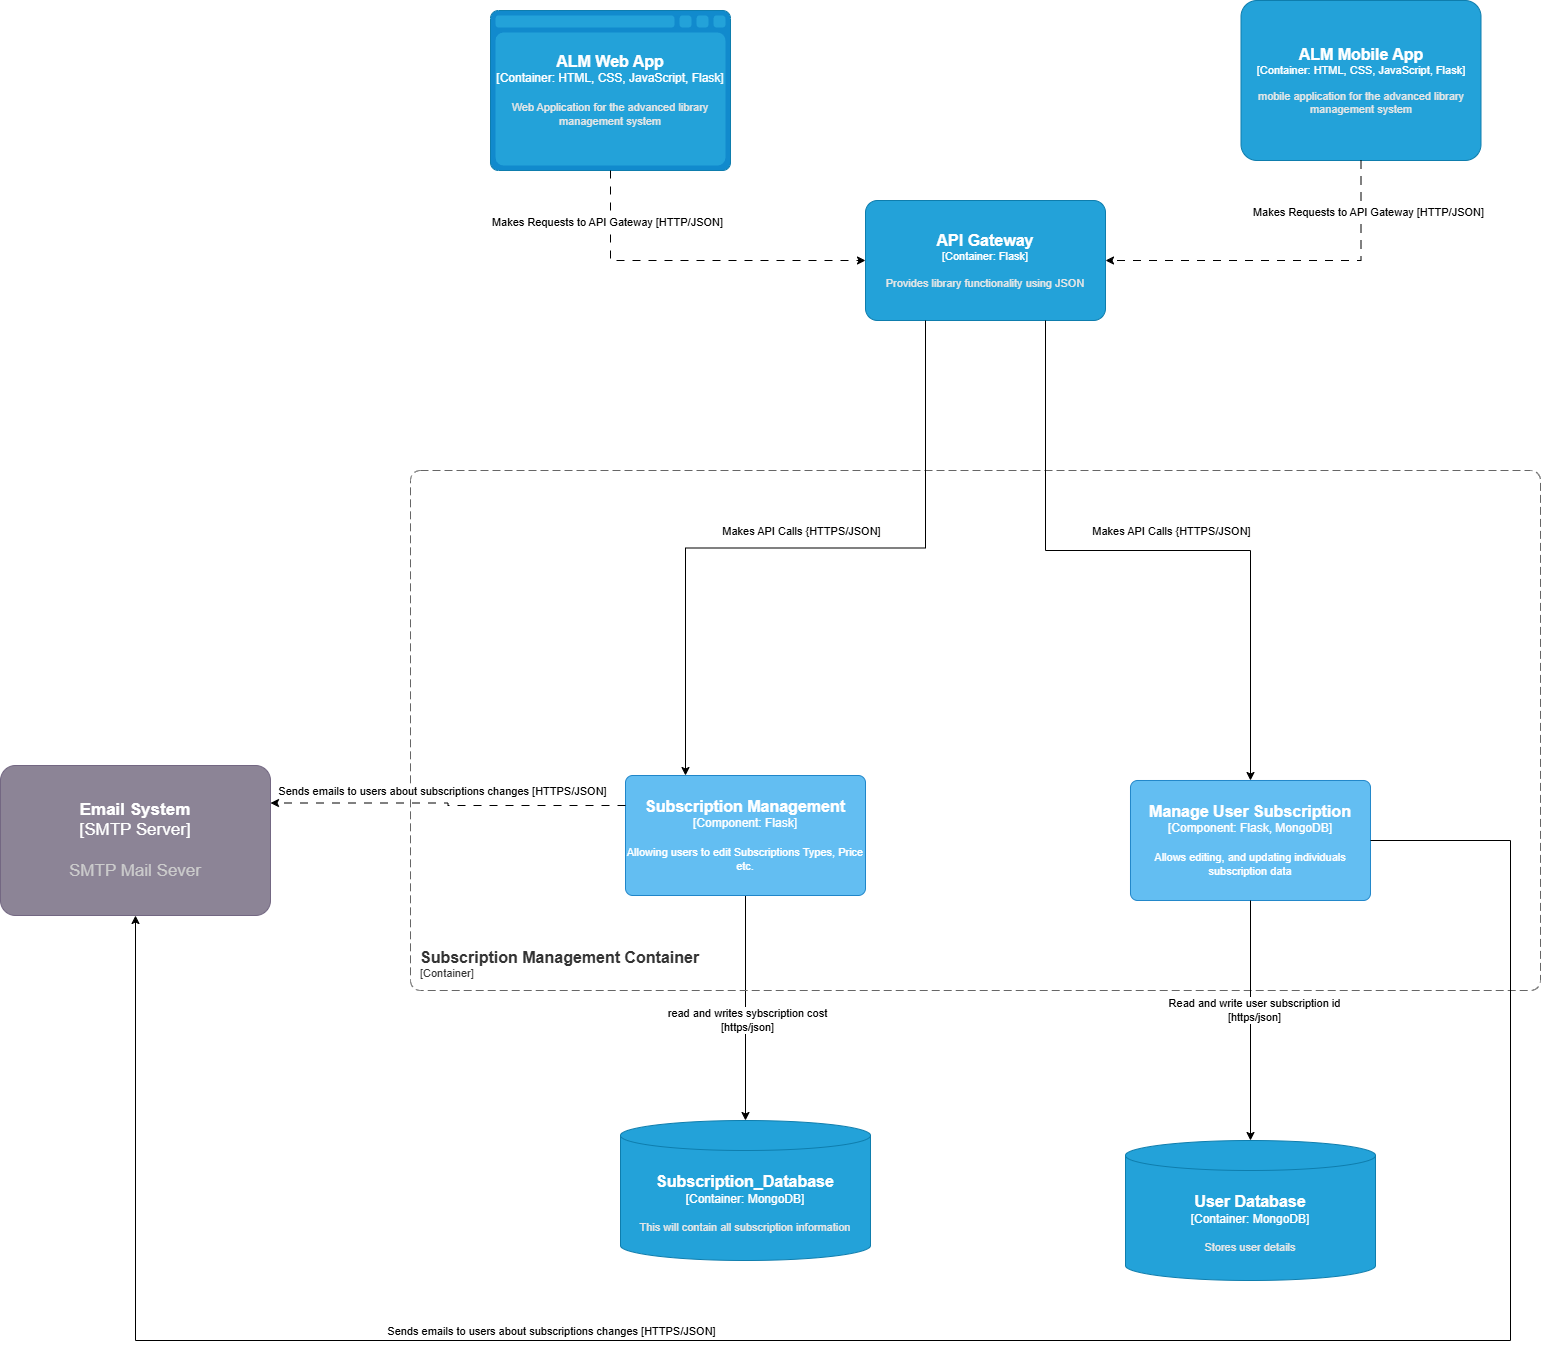 ALM Web App
[Container: HTML, CSS, JavaScript, Flask]
Web Application for the advanced library
management system
ALM Mobile App
[Container: HTML, CSS, JavaScript, Flask]
mobile application for the advanced library
management system
Makes Requests to API Gateway [HTTP/JSON]
Makes Requests to API Gateway [HTTP/JSON]
API Gateway
[Container: Flask]
Provides library functionality using JSON
Makes API Calls {HTTPS/JSON]
Makes API Calls {HTTPS/JSON]
Email System
[SMTP Server]
SMTP Mail Sever
Sends emails to users about subscriptions changes [HTTPS/JSON]
Subscription Management
[Component: Flask]
Allowing users to edit Subscriptions Types, Price
etc.
Manage User Subscription
[Component: Flask, MongoDB]
Allows editing, and updating individuals
subscription data
Subscription Management Container
[Container]
read and writes sybscription cost
[https/json]
Read and write user subscription id
[https/json]
Subscription_Database
[Container: MongoDB]
This will contain all subscription information
User Database
[Container: MongoDB]
Stores user details
Sends emails to users about subscriptions changes [HTTPS/JSON]